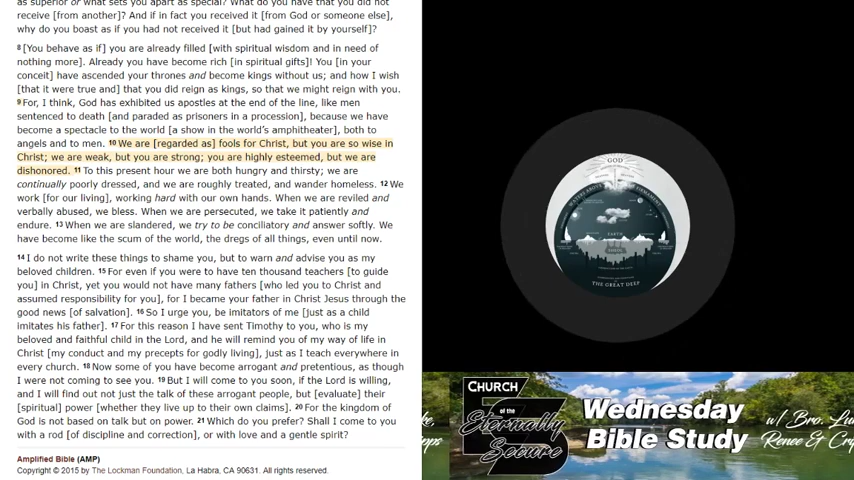 as superior or what sets you apart as special? What do you have that you did not
receive [from another]? And if in fact you received it [from God or someone else],
why do you boast as if you had not received it [but had gained it by yourself]?
8 [You behave as if] you are already filled [with spiritual wisdom and in need of
nothing more]. Already you have become rich [in spiritual gifts]! You [in your
conceit] have ascended your thrones and become kings without us; and how I wish
[that it were true and] that you did reign as kings, so that we might reign with you.
9 For, I think, God has exhibited us apostles at the end of the line, like men
sentenced to death [and paraded as prisoners in a procession], because we have
become a spectacle to the world [a show in the world's amphitheater], both to
angels and to men. 10 We are [regarded as] fools for Christ, but you are so wise in
Christ; we are weak, but you are strong; you are highly esteemed, but we are
dishonored. 11 To this present hour we are both hungry and thirsty; we are
continually poorly dressed, and we are roughly treated, and wander homeless. 12 We
work [for our living], working hard with our own hands. When we are reviled and
verbally abused, we bless. When we are persecuted, we take it patiently and
endure. 13 When we are slandered, we try to be conciliatory and answer softly. We
have become like the scum of the world, the dregs of all things, even until now.
14 I do not write these things to shame you, but to warn and advise you as my
beloved children. 15 For even if you were to have ten thousand teachers [to guide
you] in Christ, yet you would not have many fathers [who led you to Christ and
assumed responsibility for you], for I became your father in Christ Jesus through the
good news [of salvation]. 16 So I urge you, be imitators of me [just as a child
imitates his father]. 17 For this reason I have sent Timothy to you, who is my
beloved and faithful child in the Lord, and he will remind you of my way of life in
Christ [my conduct and my precepts for godly living], just as I teach everywhere in
every church. 18 Now some of you have become arrogant and pretentious, as though
I were not coming to see you. 19 But I will come to you soon, if the Lord is willing,
and I will find out not just the talk of these arrogant people, but [evaluate] their
[spiritual] power [whether they live up to their own claims]. 20 For the kingdom of
God is not based on talk but on power. 21 Which do you prefer? Shall I come to you
with a rod [of discipline and correction], or with love and a gentle spirit?
Amplified Bible (AMP)
Copyright © 2015 by The Lockman Foundation, La Habra, CA 90631. All rights reserved.
GOD
WATERS ABOVE
FIRMAMENT
EARTH
THE GREAT DEEP
CHURCH
of the
Eternally
Secure
Wednesday
Bible Study
w/ Bro.
Renee &